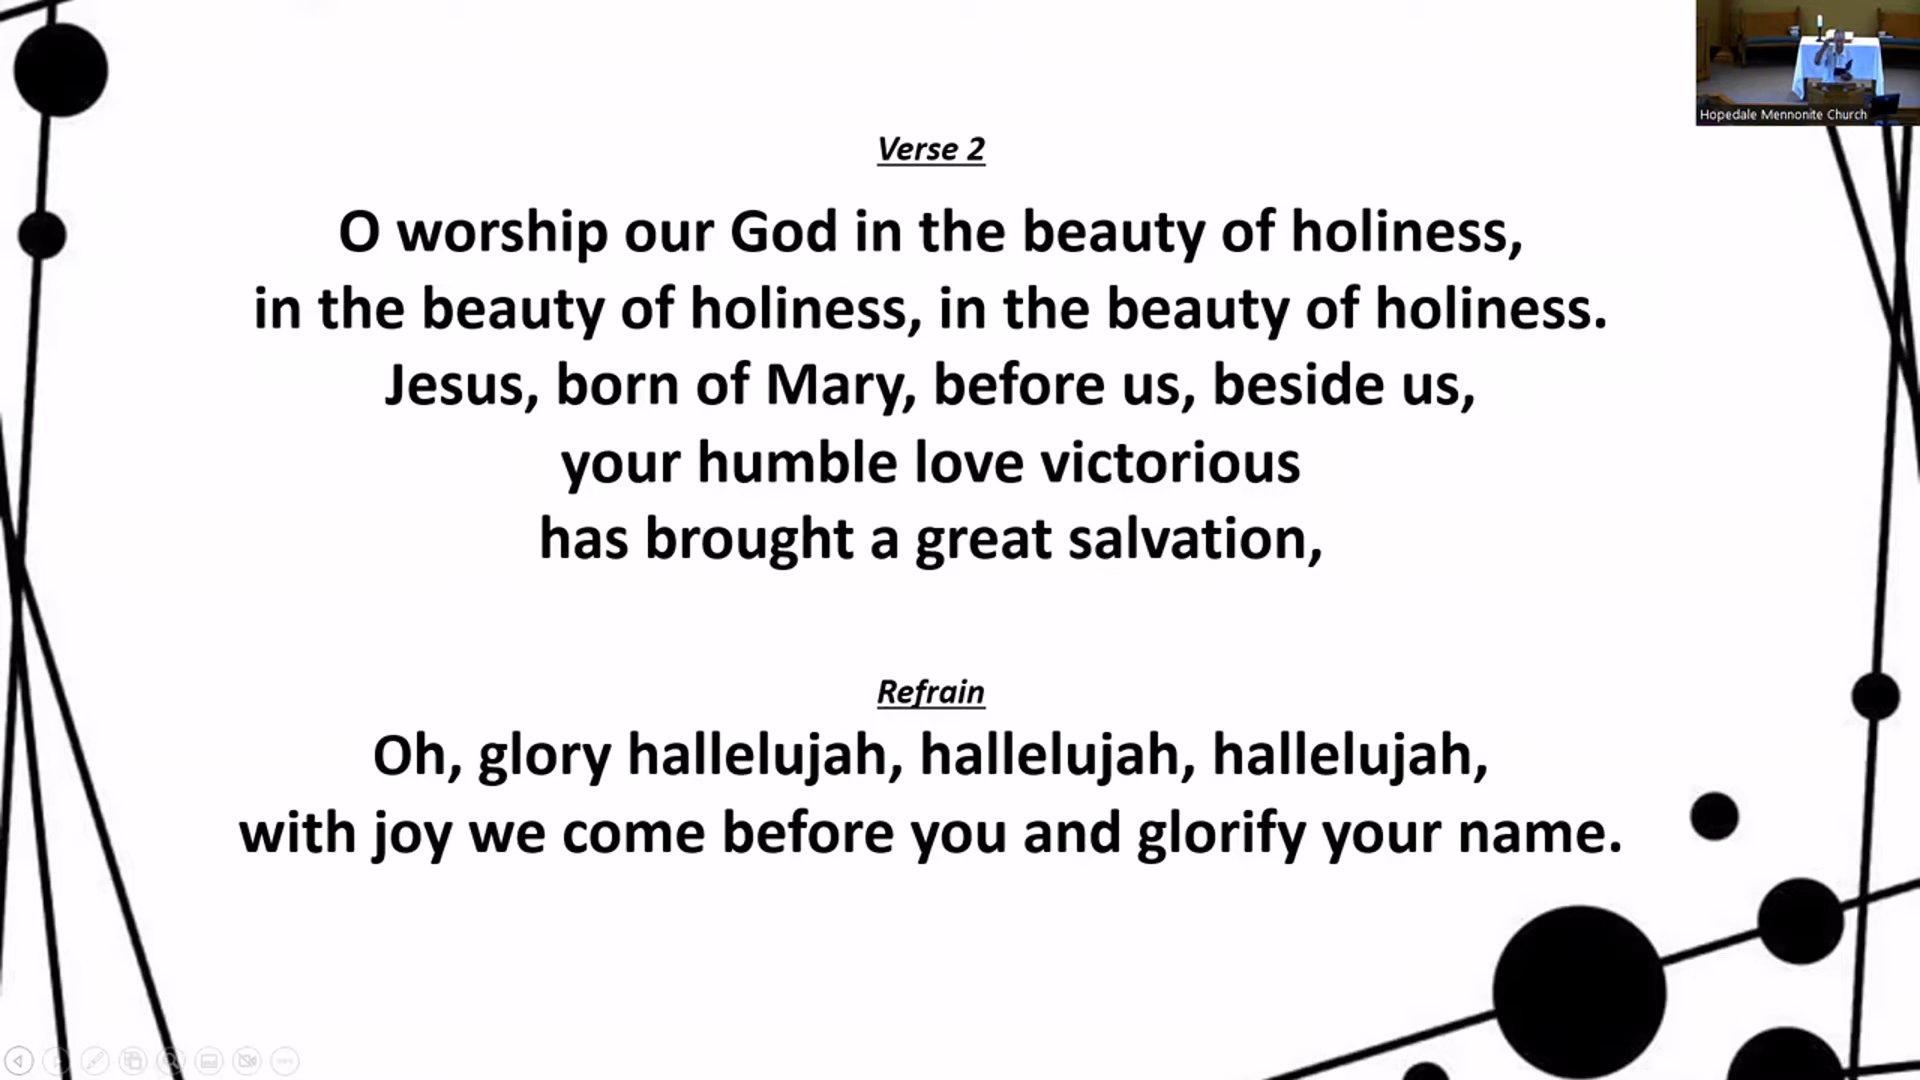 Hopedale Mennonite Church
Verse 2
O worship our God in the beauty of holiness,
in the beauty of holiness, in the beauty of holiness.
Jesus, born of Mary, before us, beside us,
your humble love victorious
has brought a great salvation,
Refrain
Oh, glory hallelujah, hallelujah, hallelujah,
with joy we come before you and glorify your name.